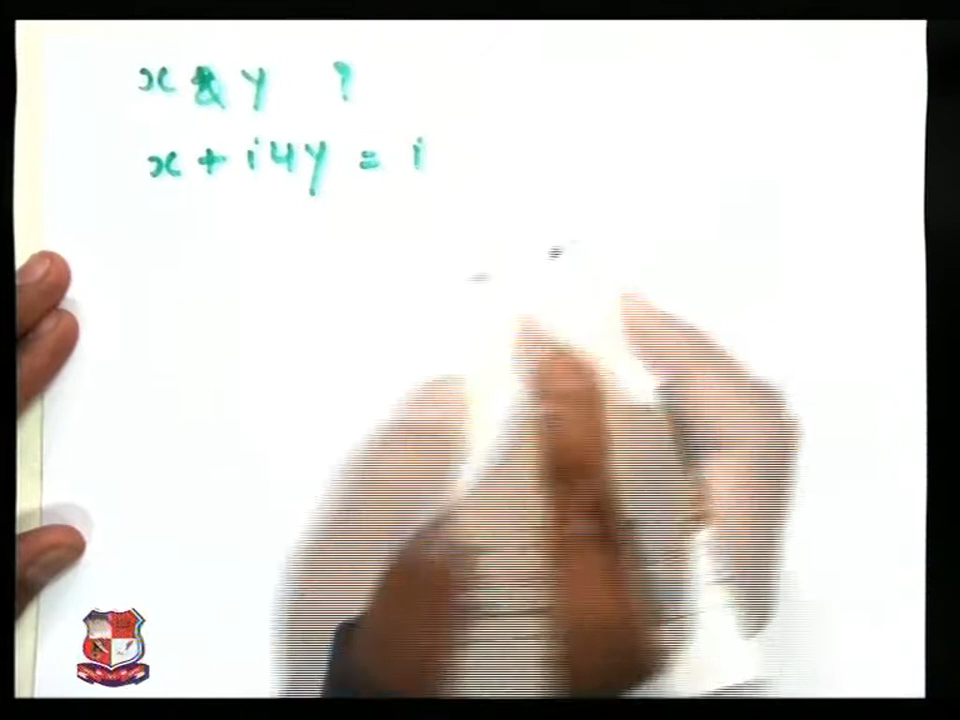 x & y ?
x + i4y = i